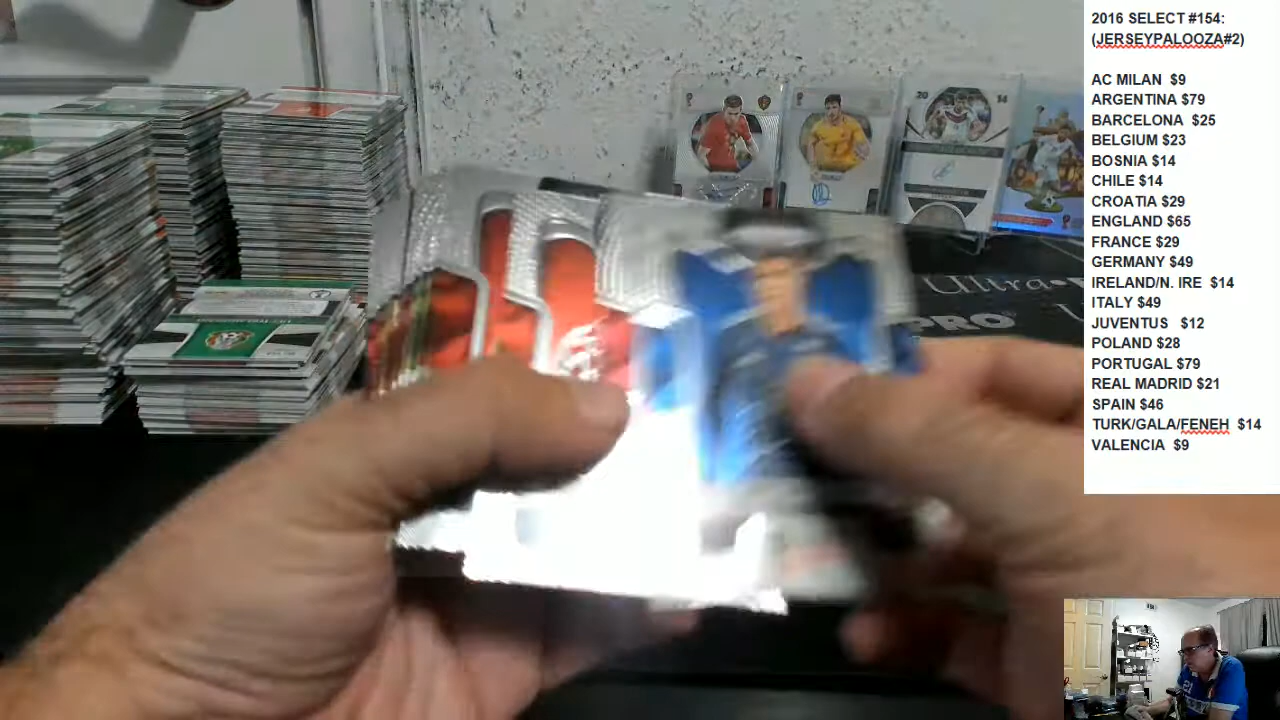 2016 SELECT #154:
(JERSEYPALOOZA#2)
AC MILAN $9
ARGENTINA $79
BARCELONA $25
BELGIUM $23
BOSNIA $14
CHILE $14
CROATIA $29
ENGLAND $65
FRANCE $29
GERMANY $49
IRELAND/N. IRE $14
ITALY $49
JUVENTUS $12
POLAND $28
PORTUGAL $79
REAL MADRID $21
SPAIN $46
TURK/GALA/FENEH $14
VALENCIA $9
20 14
Ultra
PRO